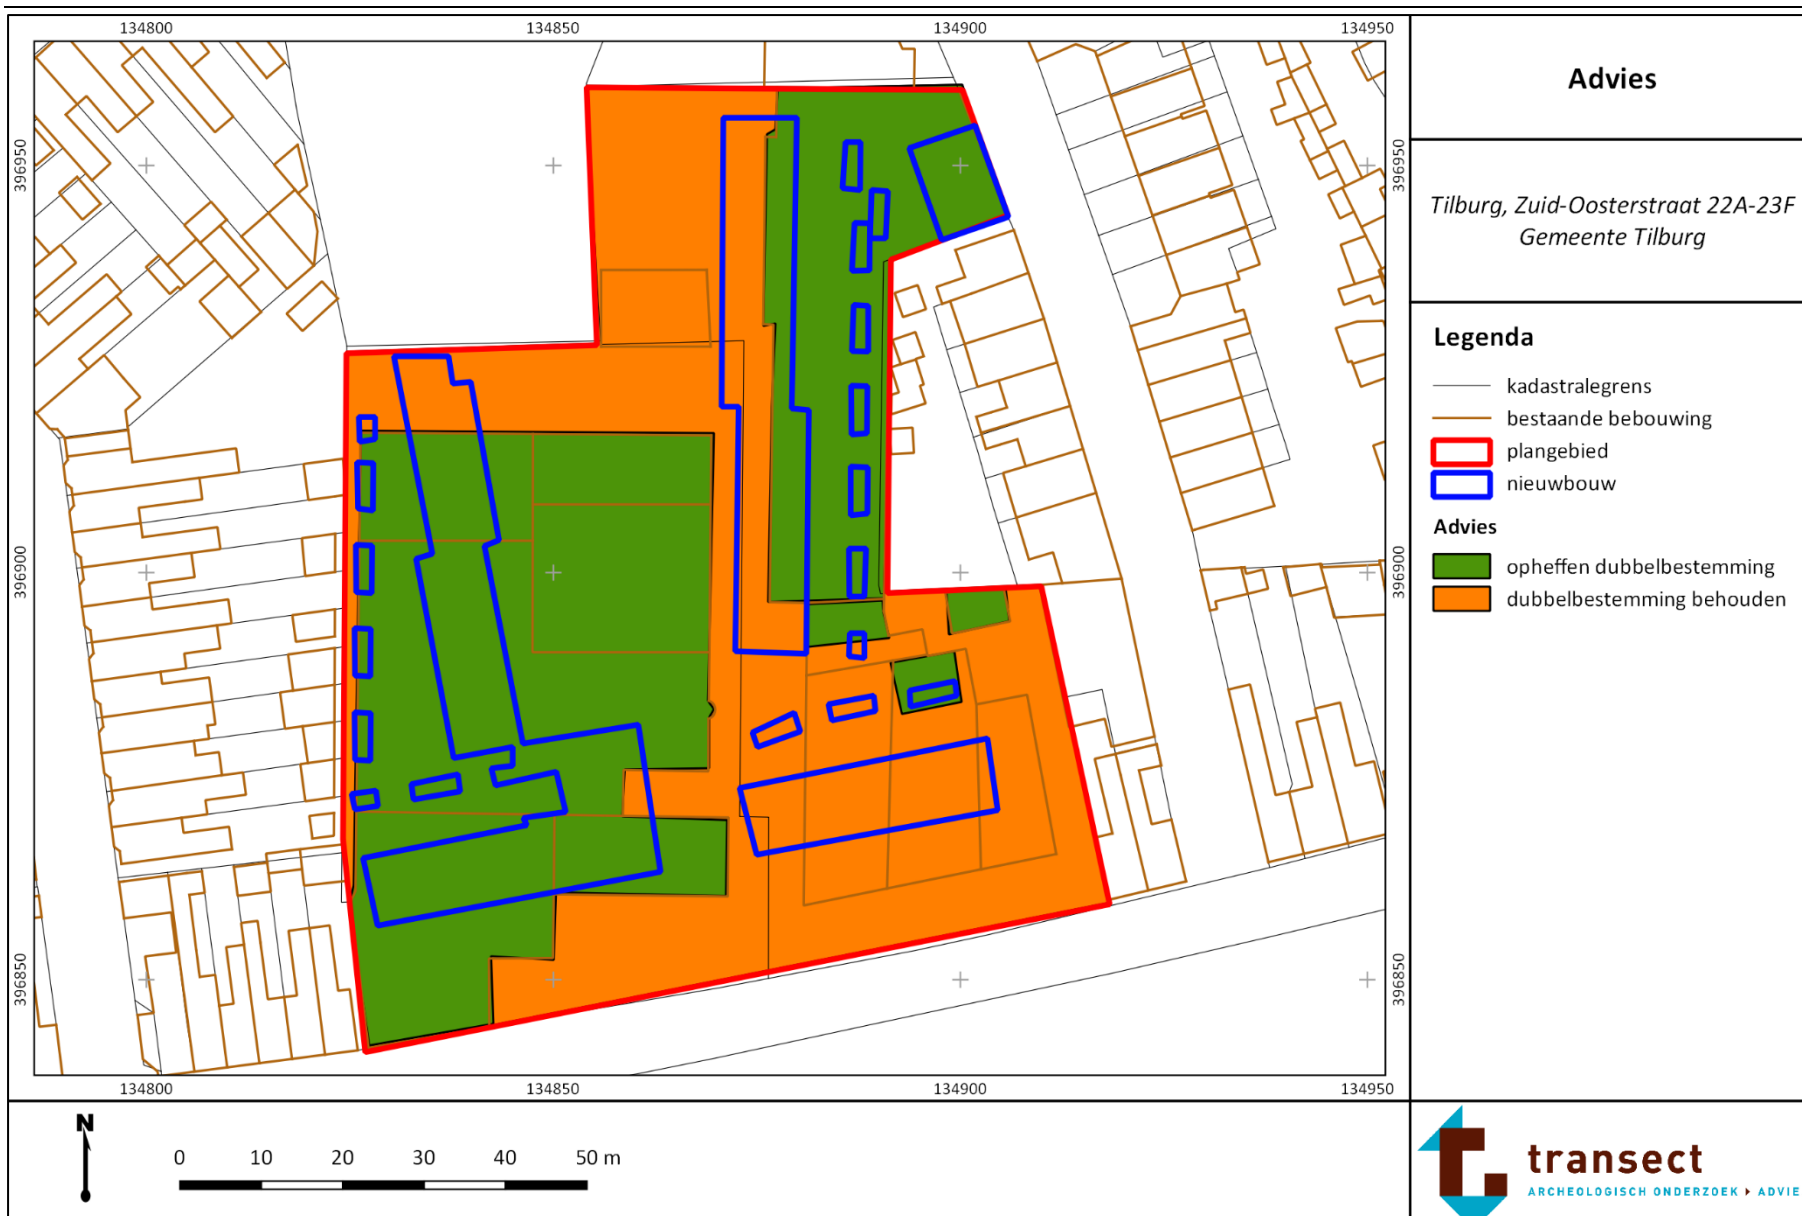 134800
134850
134900
134950
396950
396950
396900
396900
396850
396850
134800
134850
134900
134950
Advies
Tilburg, Zuid-Oosterstraat 22A-23F
Gemeente Tilburg
Legenda
kadastralegrens
bestaande bebouwing
plangebied
nieuwbouw
Advies
opheffen dubbelbestemming
dubbelbestemming behouden
N
0 10 20 30 40 50 m
transect
ARCHEOLOGISCH ONDERZOEK ▸ ADVIE